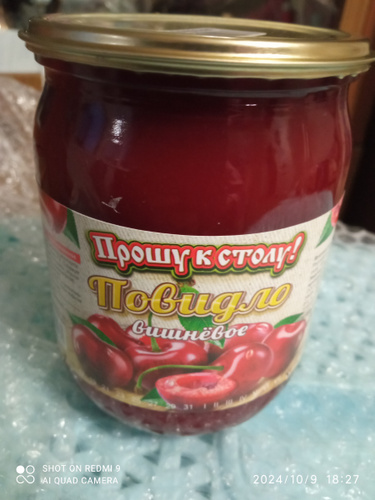 Прошу к столу!
Повидло
вишнёвое
SHOT ON REDMI 9
AI QUAD CAMERA
2024/10/9 18:27